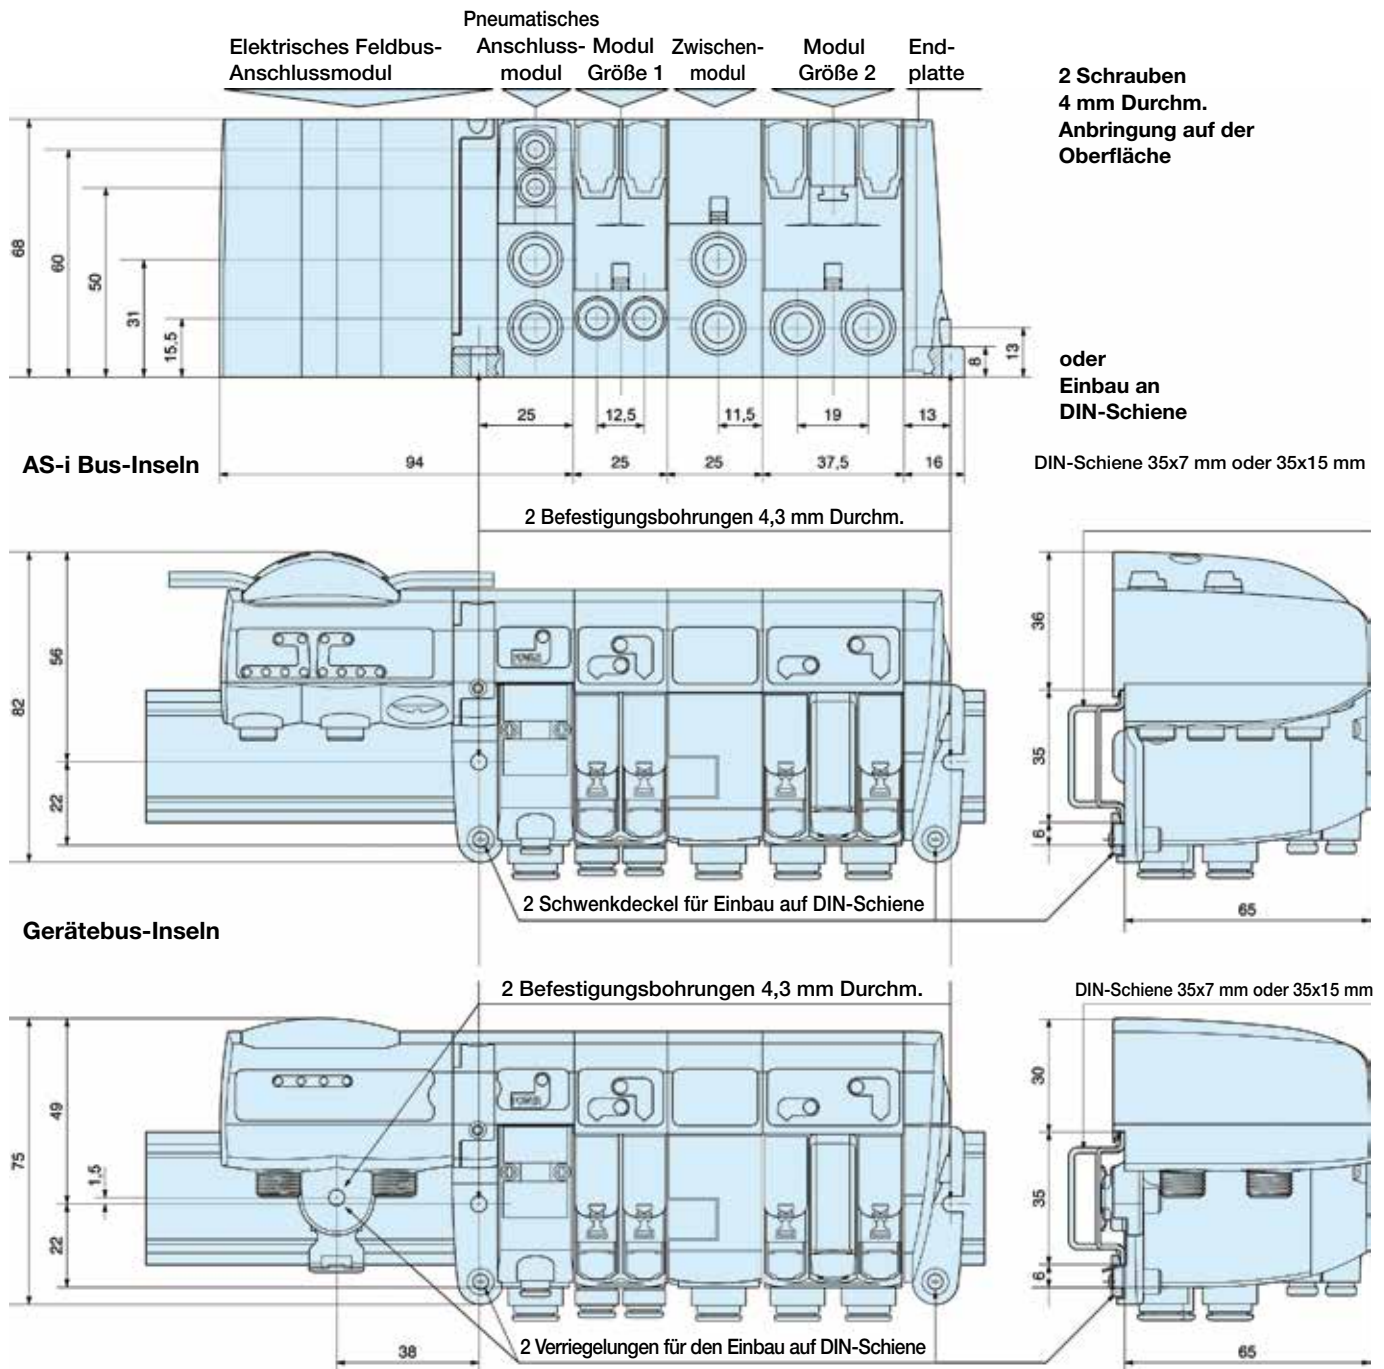 Pneumatisches
Elektrisches Feldbus- Anschluss- Modul Zwischen- Modul End-
Anschlussmodul modul Größe 1 modul Größe 2 platte
2 Schrauben
4 mm Durchm.
Anbringung auf der
Oberfläche
68
60
50
31
15,5
8
13
oder
Einbau an
DIN-Schiene
25 12,5 11,5 19 13
AS-i Bus-Inseln
94 25 25 37,5 16
DIN-Schiene 35x7 mm oder 35x15 mm
2 Befestigungsbohrungen 4,3 mm Durchm.
82
56
22
POWER
36
35
6
2 Schwenkdeckel für Einbau auf DIN-Schiene
65
Gerätebus-Inseln
2 Befestigungsbohrungen 4,3 mm Durchm.
DIN-Schiene 35x7 mm oder 35x15 mm
75
49
1,5
22
POWER
30
35
6
2 Verriegelungen für den Einbau auf DIN-Schiene
38
65